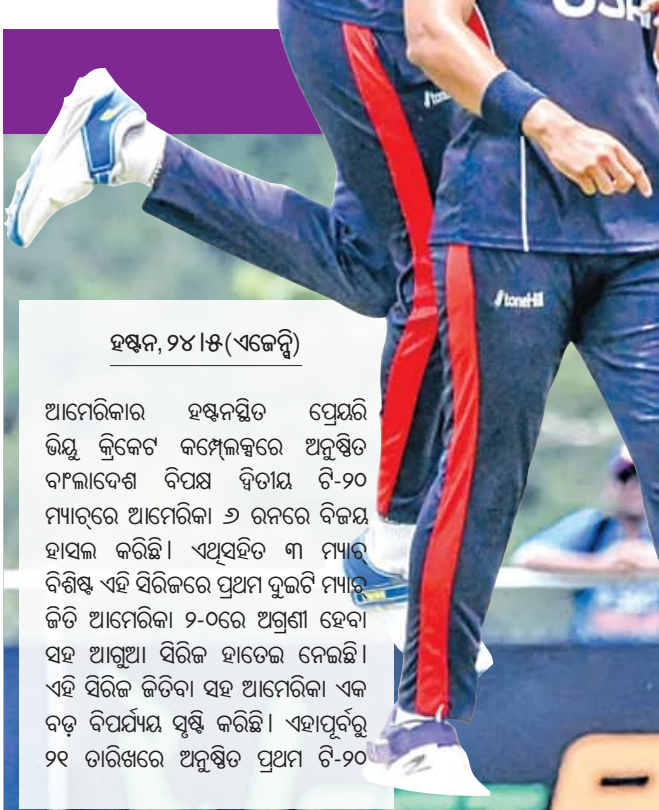 ହଷ୍ଟନ, ୨୪।୫(ଏଜେନ୍ସି)
ଆମେରିକାର ହଷ୍ଟନସ୍ଥିତ ପ୍ରେୟରି
ଭିୟୁ କ୍ରିକେଟ କମ୍ପ୍ଲେକ୍ସରେ ଅନୁଷ୍ଠିତ
ବାଂଲାଦେଶ ବିପକ୍ଷ ଦ୍ୱିତୀୟ ଟି-୨୦
ମ୍ୟାଚ୍‌ରେ ଆମେରିକା ୬ ରନରେ ବିଜୟ
ହାସଲ କରିଛି। ଏଥିସହିତ ୩ ମ୍ୟାଚ୍
ବିଶିଷ୍ଟ ଏହି ସିରିଜରେ ପ୍ରଥମ ଦୁଇଟି ମ୍ୟାଚ୍
ଜିତି ଆମେରିକା ୨-୦ରେ ଅଗ୍ରଣୀ ହେବା
ସହ ଆଗୁଆ ସିରିଜ ହାତେଇ ନେଇଛି।
ଏହି ସିରିଜ ଜିତିବା ସହ ଆମେରିକା ଏକ
ବଡ଼ ବିପର୍ଯ୍ୟୟ ସୃଷ୍ଟି କରିଛି। ଏହାପୂର୍ବରୁ
୨୧ ତାରିଖରେ ଅନୁଷ୍ଠିତ ପ୍ରଥମ ଟି-୨୦
toneHill